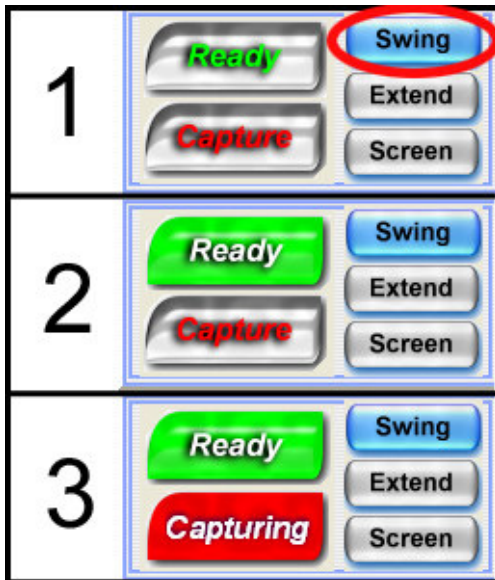 1
Ready
Capture
Swing
Extend
Screen
2
Ready
Capture
Swing
Extend
Screen
3
Ready
Capturing
Swing
Extend
Screen